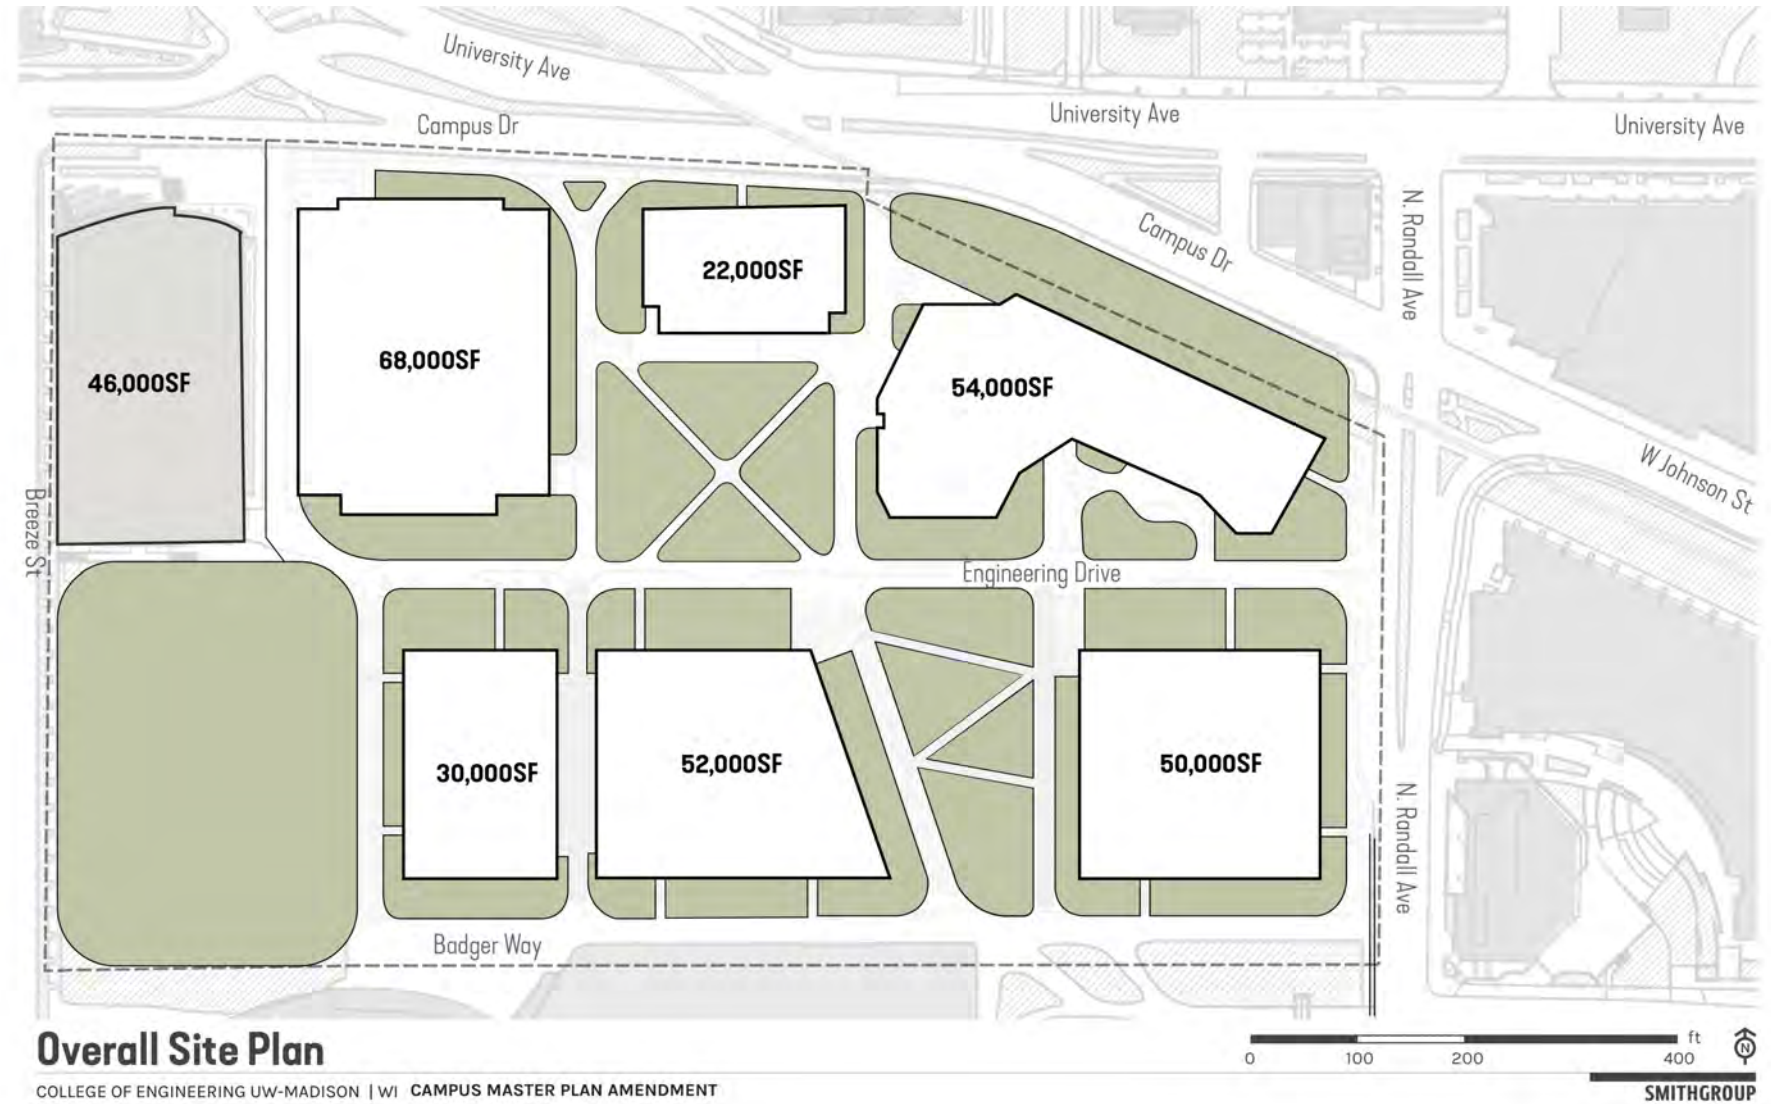 University Ave
University Ave
University Ave
Campus Dr
Campus Dr
N. Randall Ave
22,000SF
68,000SF
46,000SF
54,000SF
W Johnson St
Breeze St
Engineering Drive
30,000SF
52,000SF
50,000SF
N. Randall Ave
Badger Way
Overall Site Plan
COLLEGE OF ENGINEERING UW-MADISON | WI CAMPUS MASTER PLAN AMENDMENT
ft
0 100 200 400
N
SMITHGROUP